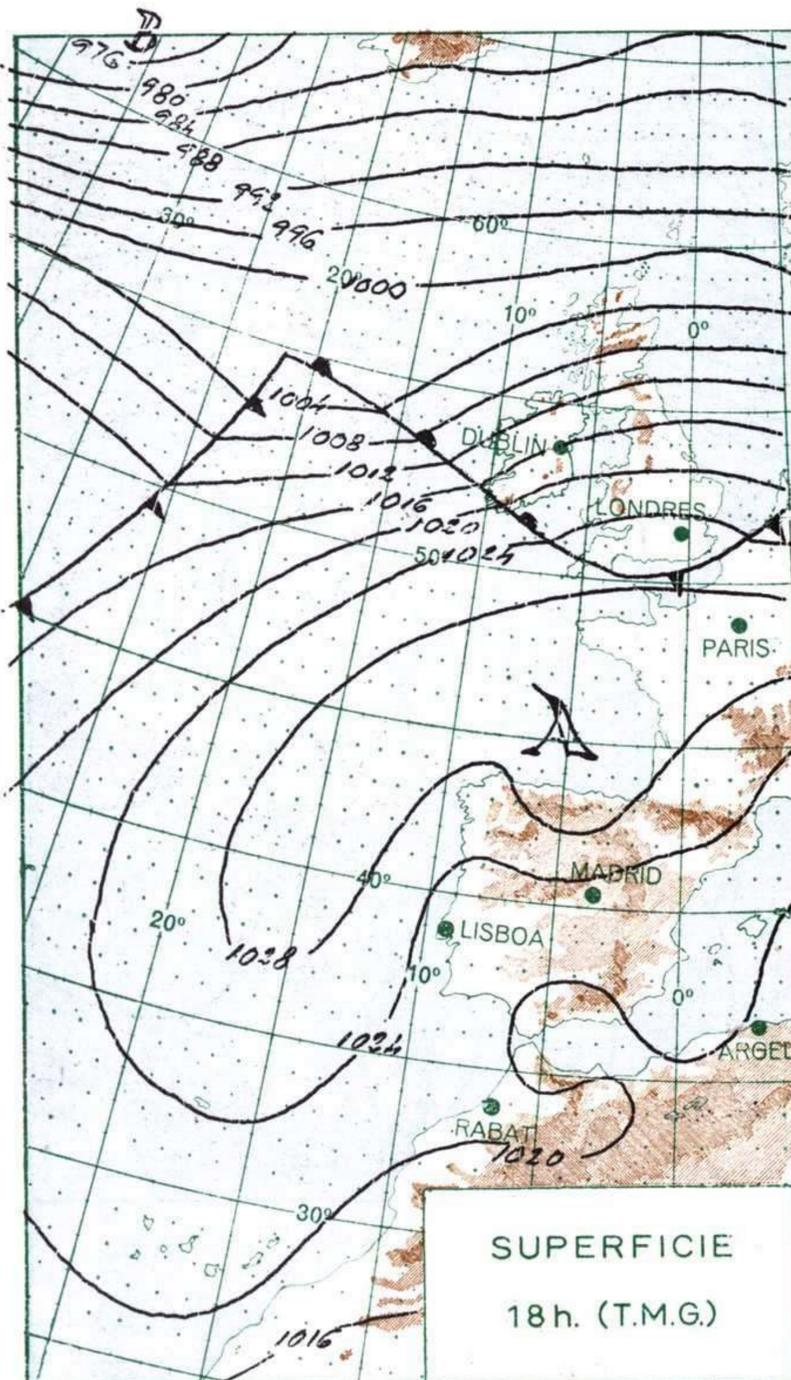 B
976
980
984
988
992
30°
996
60°
20°
1000
10°
0°
1004
1008
DUBLIN
1012
1016
LONDRES
1020
50
1024
PARIS
A
40°
MADRID
20°
LISBOA
1028
10°
0°
1024
ARGEL
RABAT
1020
30°
SUPERFICIE
18h. (T.M.G.)
1016